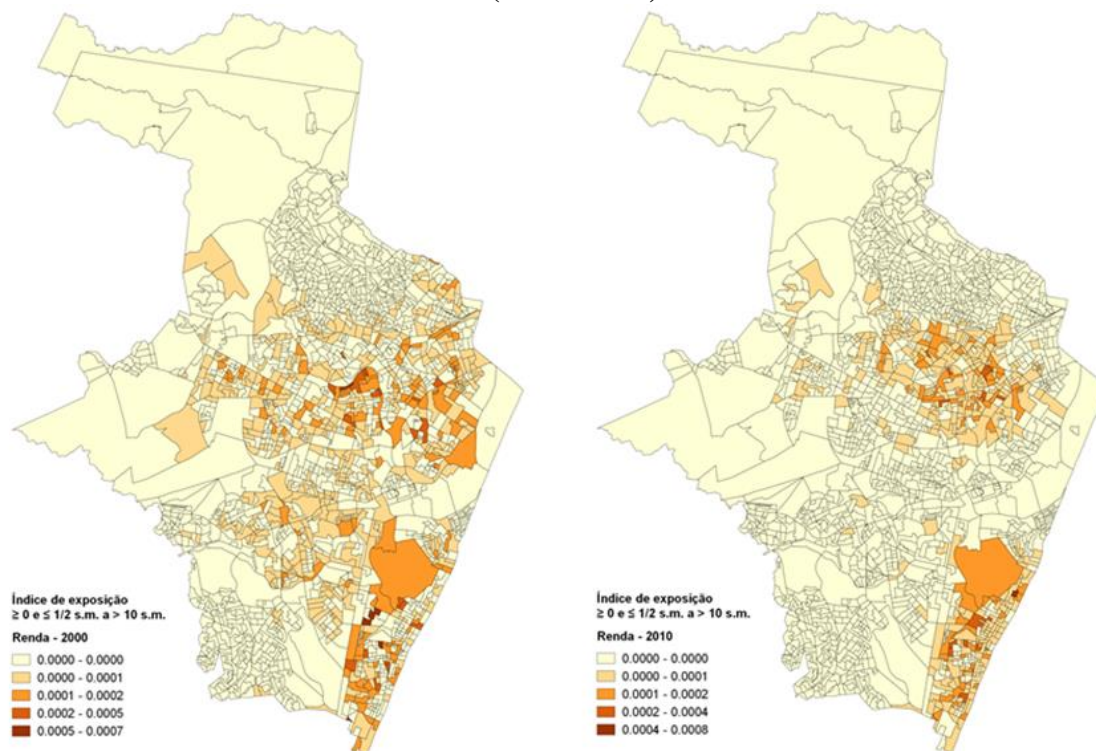 Índice de exposição
≥ 0 e ≤ 1/2 s.m. a > 10 s.m.
Renda - 2000
0.0000 - 0.0000
0.0000 - 0.0001
0.0001 - 0.0002
0.0002 - 0.0005
0.0005 - 0.0007
Índice de exposição
≥ 0 e ≤ 1/2 s.m. a > 10 s.m.
Renda - 2010
0.0000 - 0.0000
0.0000 - 0.0001
0.0001 - 0.0002
0.0002 - 0.0004
0.0004 - 0.0008